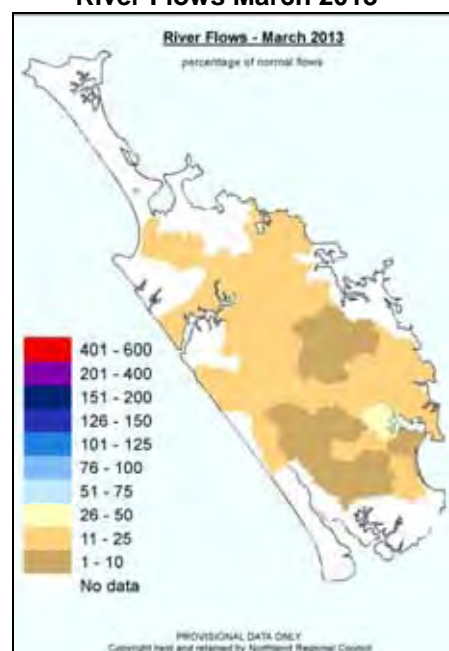 River Flows March 2013
River Flows - March 2013
percentage of normal flows
401 - 600
201 - 400
151 - 200
126 - 150
101 - 125
76 - 100
51 - 75
26 - 50
11 - 25
1 - 10
No data
PROVISIONAL DATA ONLY
Copyright held and retained by Northland Regional Council